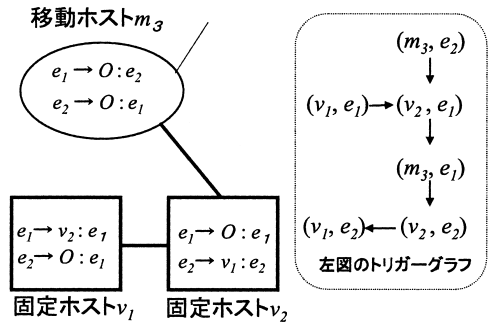 移動ホストm3
e1 → O : e2
e2 → O : e1
e1→ v2 : e1
e2→ O : e1
固定ホストv1
e1→ O : e1
e2→ v1 : e2
固定ホストv2
(m3, e2)
(v1, e1)→(v2, e1)
(m3, e1)
(v1, e2)←(v2, e2)
左図のトリガーグラフ